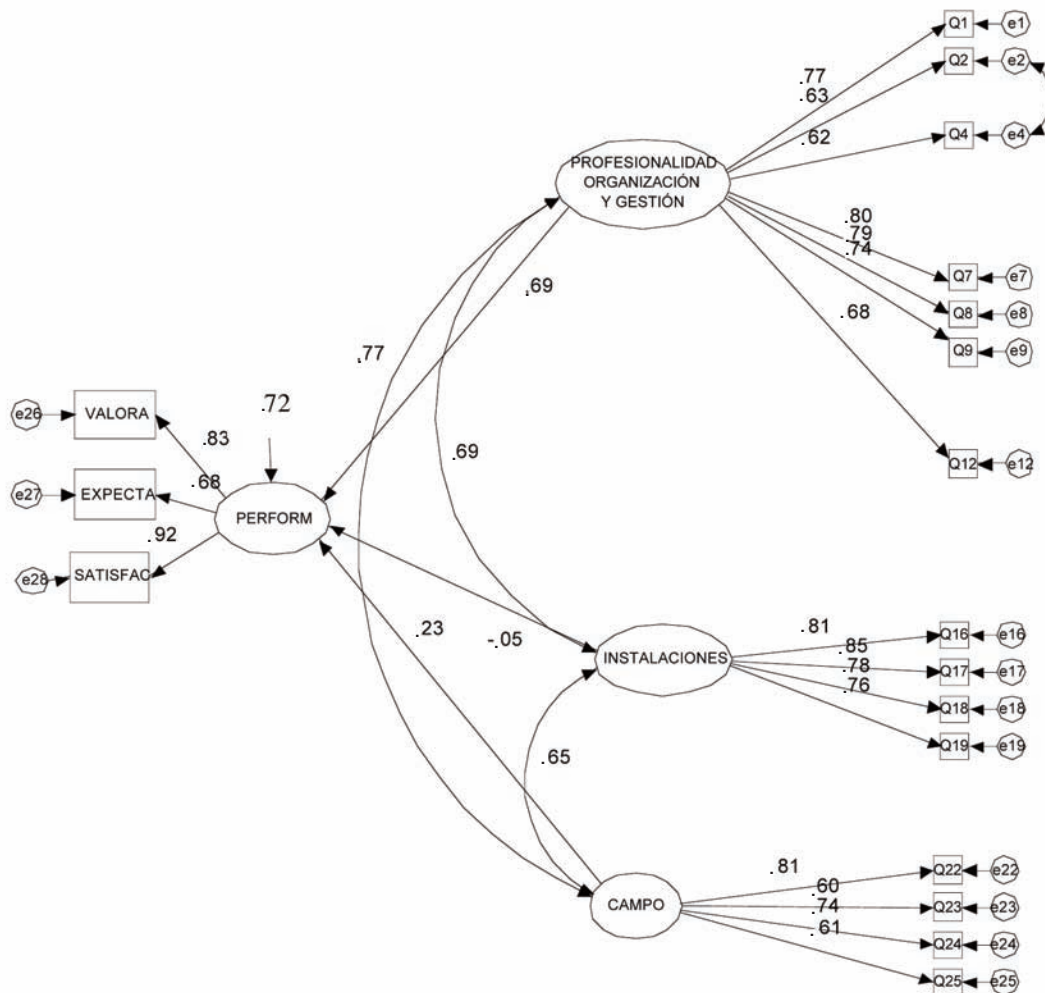 Q1 e1
Q2 e2
.77
.63
.62
Q4 e4
PROFESIONALIDAD
ORGANIZACIÓN
Y GESTIÓN
.80
.79
.74
Q7 e7
.69
Q8 e8
.68
Q9 e9
.77
e26 VALORA
.72
.83
.69
Q12 e12
e27 EXPECTA
.68
PERFORM
.92
e28 SATISFAC
.23
-.05
.81
Q16 e16
.85
INSTALACIONES
.78
Q17 e17
.76
Q18 e18
Q19 e19
.65
.81
Q22 e22
.60
CAMPO
.74
Q23 e23
.61
Q24 e24
Q25 e25